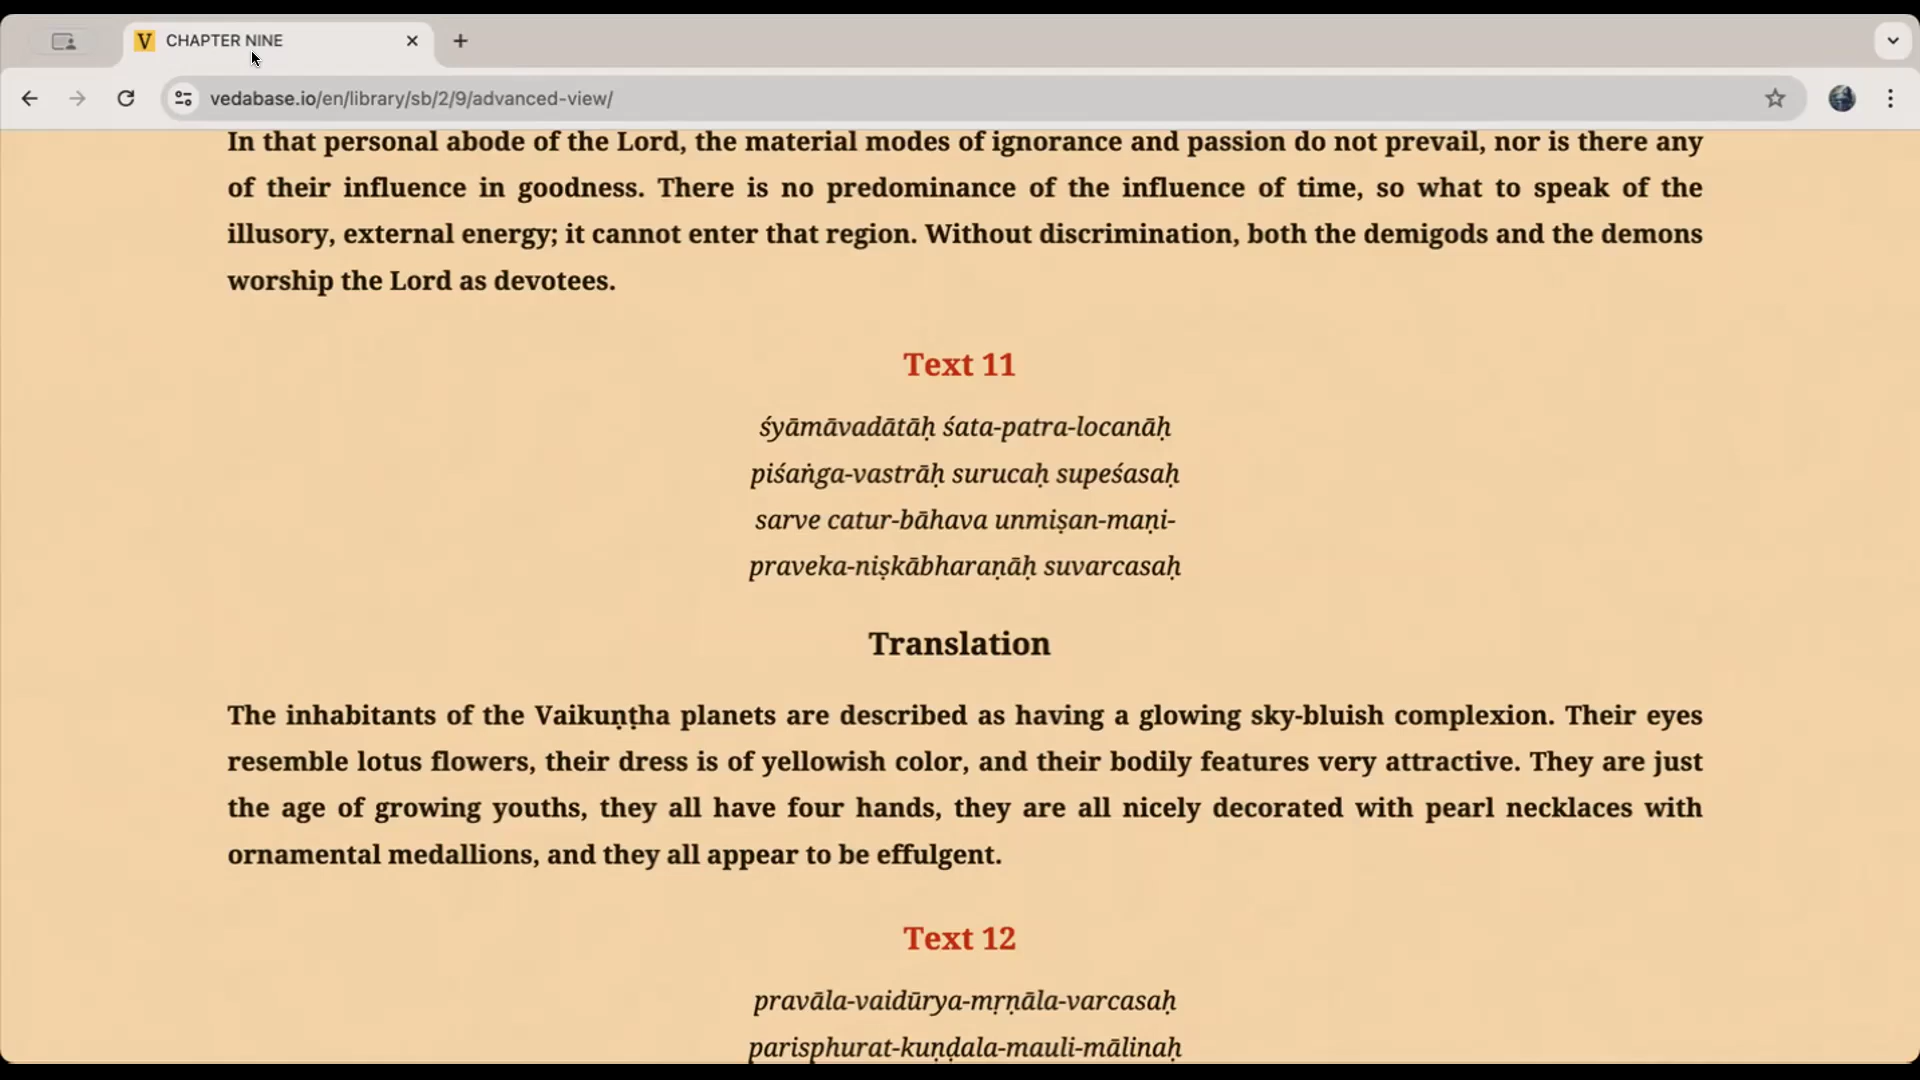 CHAPTER NINE
vedabase.io/en/library/sb/2/9/advanced-view/
In that personal abode of the Lord, the material modes of ignorance and passion do not prevail, nor is there any
of their influence in goodness. There is no predominance of the influence of time, so what to speak of the
illusory, external energy; it cannot enter that region. Without discrimination, both the demigods and the demons
worship the Lord as devotees.
Text 11
śyāmāvadātāḥ śata-patra-locanāḥ
piśaṅga-vastrāḥ surucaḥ supeśasaḥ
sarve catur-bāhava unmiṣan-maṇi-
praveka-niṣkābharaṇāḥ suvarcasaḥ
Translation
The inhabitants of the Vaikuṇṭha planets are described as having a glowing sky-bluish complexion. Their eyes
resemble lotus flowers, their dress is of yellowish color, and their bodily features very attractive. They are just
the age of growing youths, they all have four hands, they are all nicely decorated with pearl necklaces with
ornamental medallions, and they all appear to be effulgent.
Text 12
pravāla-vaidūrya-mṛṇāla-varcasaḥ
parisphurat-kuṇḍala-mauli-mālinaḥ